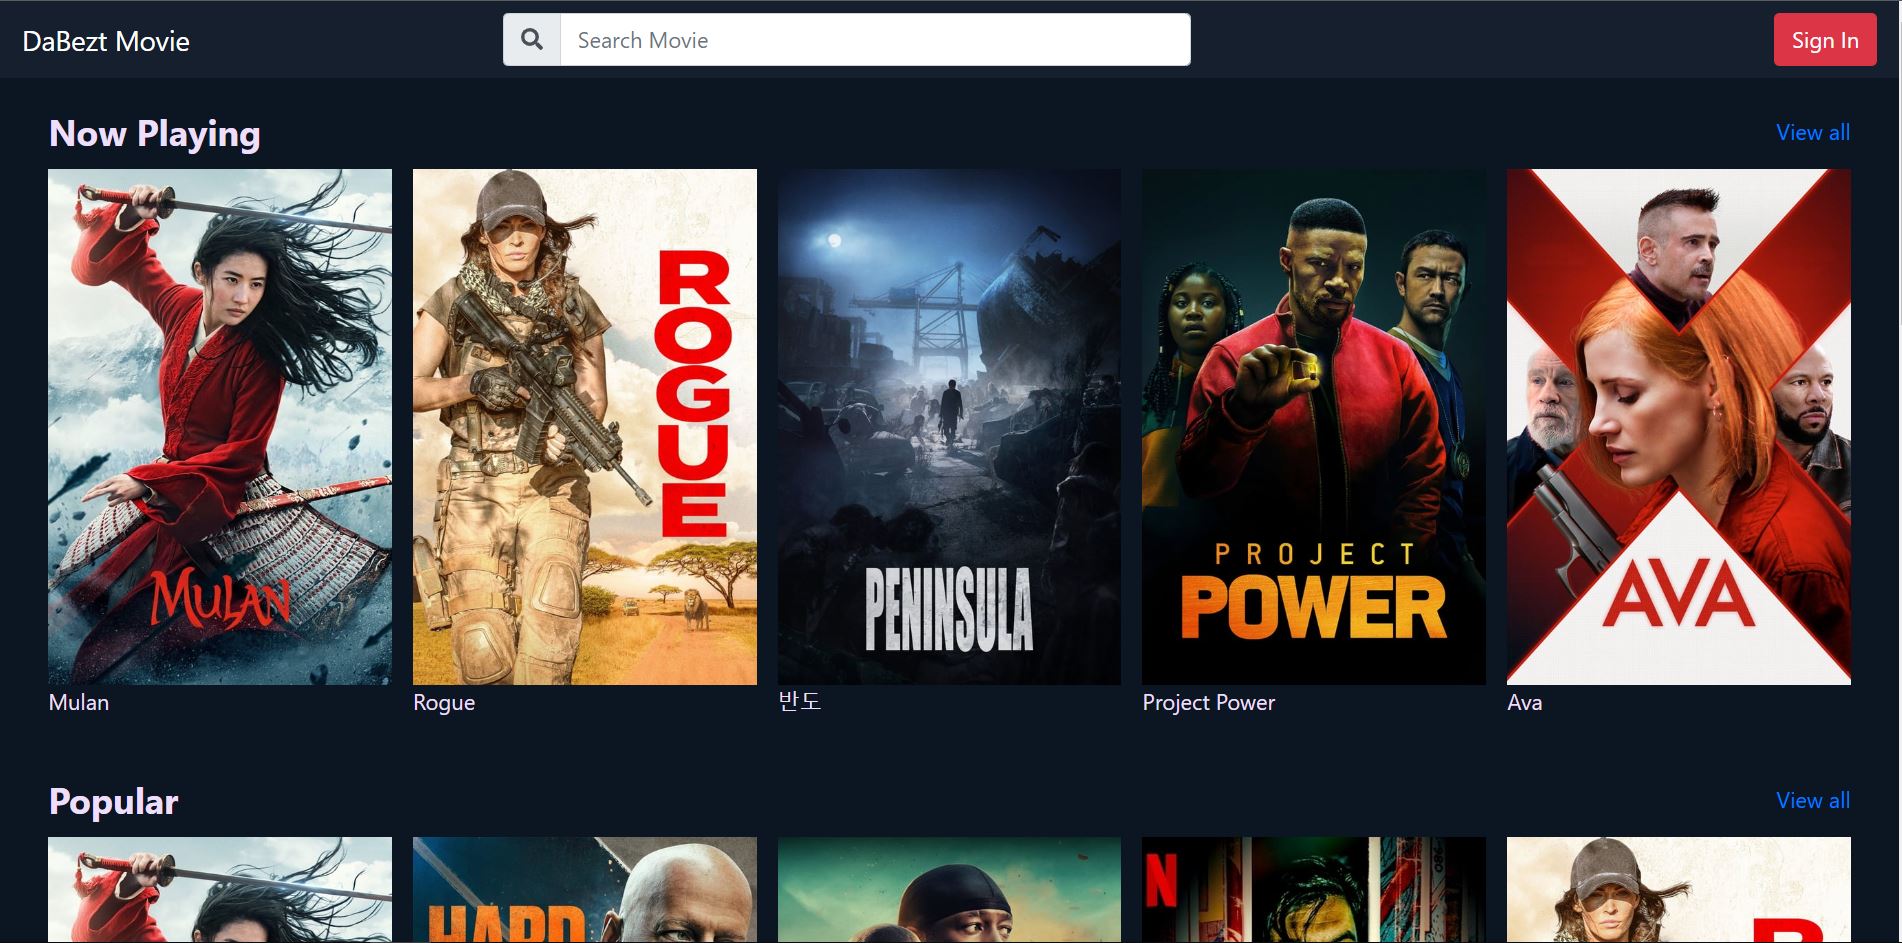 DaBezt Movie
Search Movie
Sign In
Now Playing
View all
MULAN
ROGUE
PENINSULA
PROJECT
POWER
AVA
Mulan
Rogue
반도
Project Power
Ava
Popular
View all
HARD
N
R